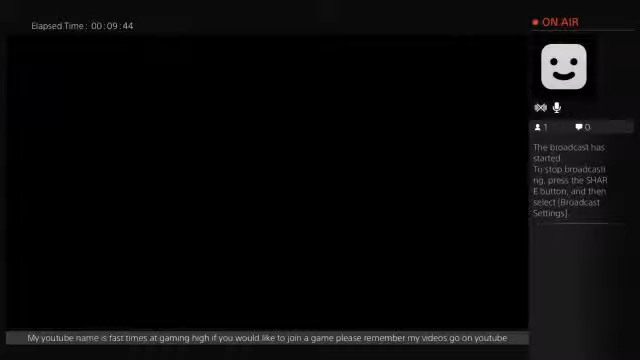 Elapsed Time : 00:09:44
ON AIR
1
0
The broadcast has
started.
To stop broadcasti
ng, press the SHAR
E button, and then
select [Broadcast
Settings].
My youtube name is fast times at gaming high if you would like to join a game please remember my videos go on youtube